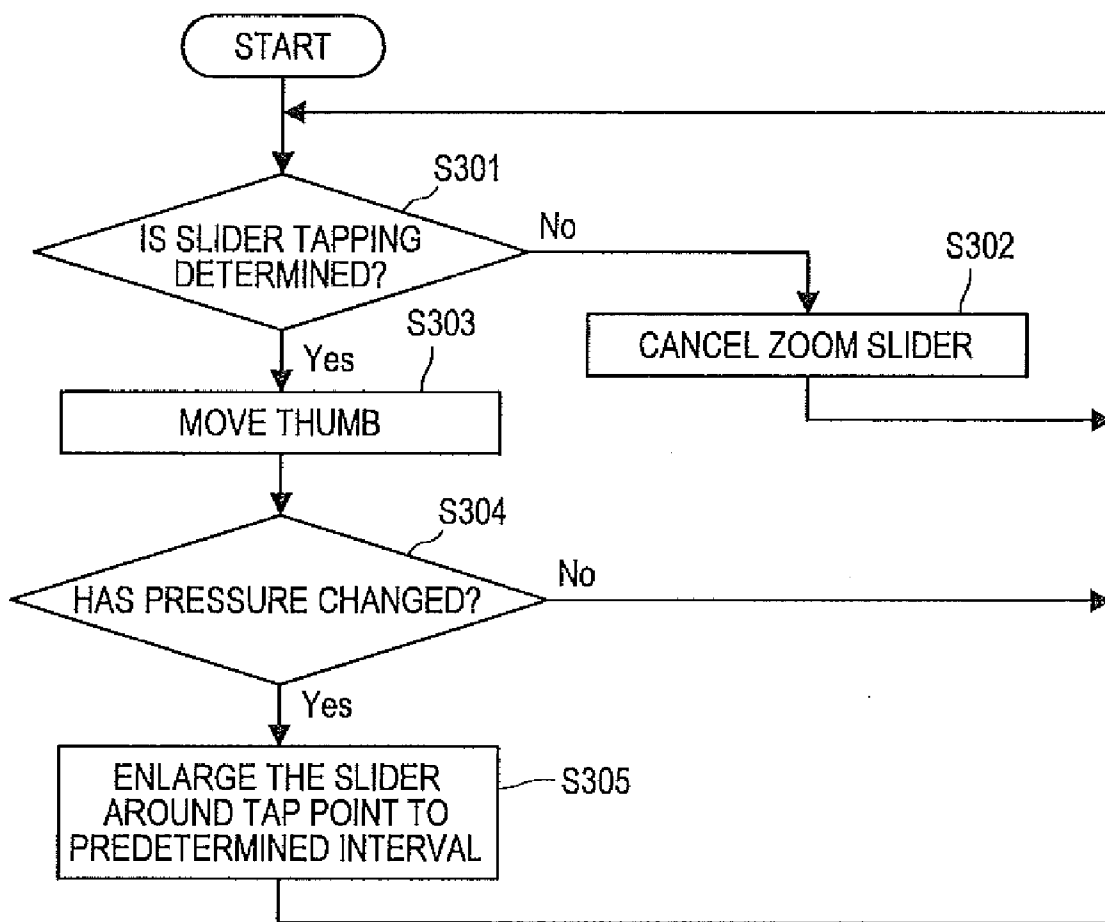 START
S301
IS SLIDER TAPPING
DETERMINED?
No
S302
CANCEL ZOOM SLIDER
Yes
S303
MOVE THUMB
S304
HAS PRESSURE CHANGED?
No
Yes
S305
ENLARGE THE SLIDER
AROUND TAP POINT TO
PREDETERMINED INTERVAL